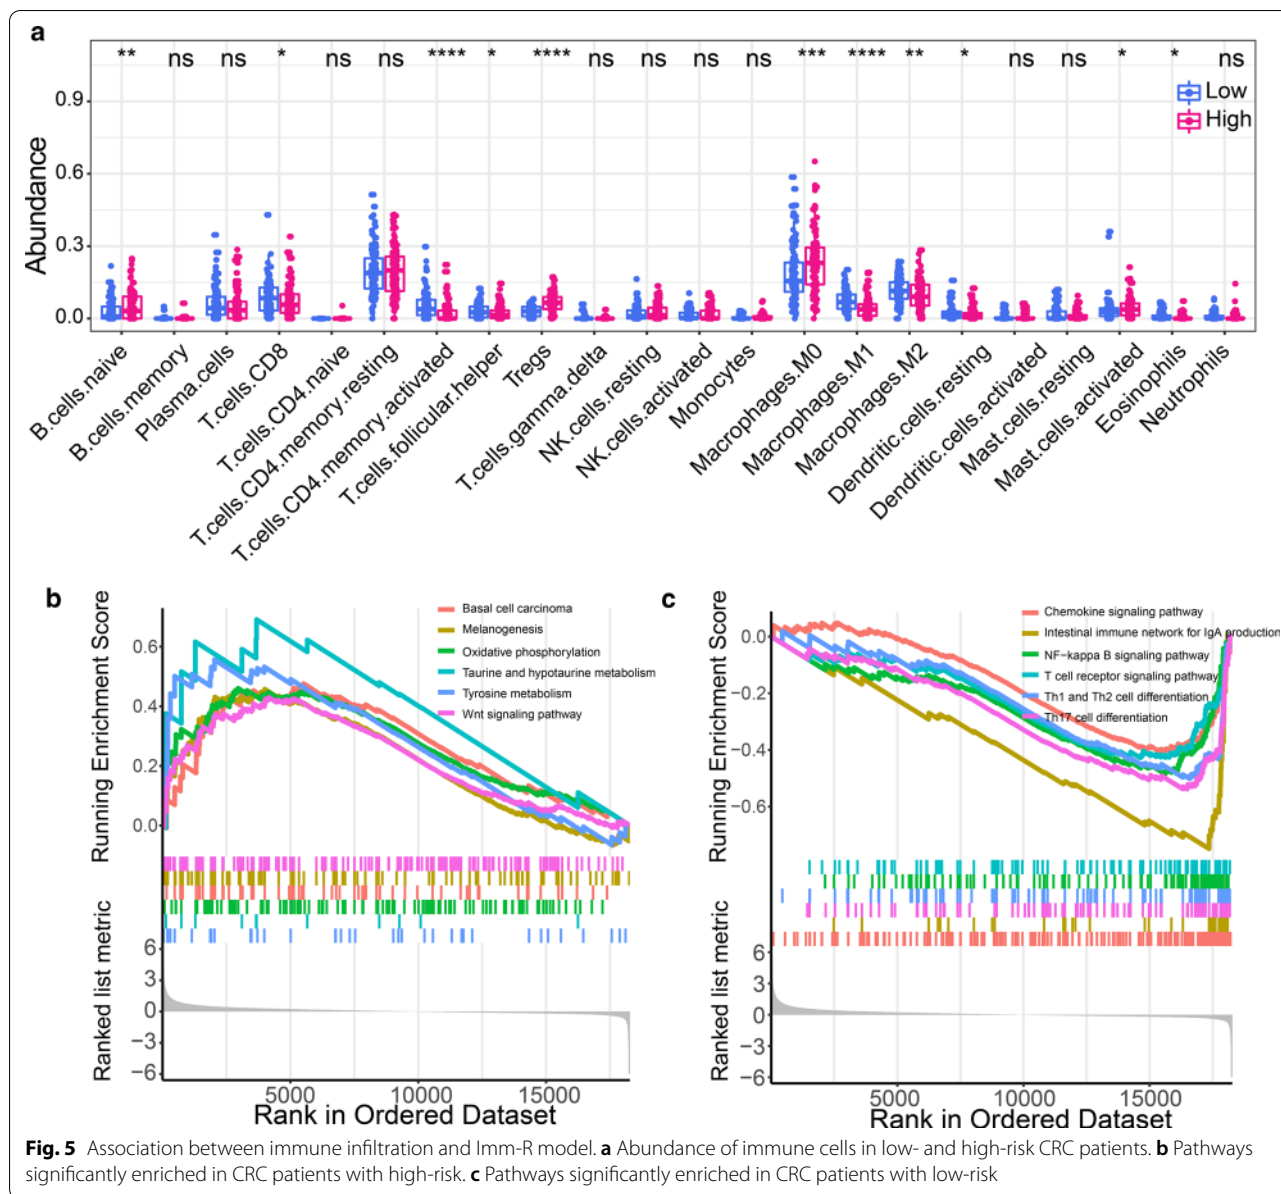 a
** ns ns * ns ns **** * **** ns ns ns ns *** **** ** * ns ns * * ns
Low
High
0.9
0.6
0.3
0.0
Abundance
B.cells.naive
B.cells.memory
Plasma.cells
T.cells.CD8
T.cells.CD4.naive
T.cells.CD4.memory.resting
T.cells.CD4.memory.activated
T.cells.follicular.helper
Tregs
T.cells.gamma.delta
NK.cells.resting
NK.cells.activated
Monocytes
Macrophages.M0
Macrophages.M1
Macrophages.M2
Dendritic.cells.resting
Dendritic.cells.activated
Mast.cells.resting
Mast.cells.activated
Eosinophils
Neutrophils
b
Running Enrichment Score
0.6
0.4
0.2
0.0
Basal cell carcinoma
Melanogenesis
Oxidative phosphorylation
Taurine and hypotaurine metabolism
Tyrosine metabolism
Wnt signaling pathway
Ranked list metric
6
3
0
−3
−6
5000 10000 15000
Rank in Ordered Dataset
c
Running Enrichment Score
0.0
−0.2
−0.4
−0.6
Chemokine signaling pathway
Intestinal immune network for IgA production
NF−kappa B signaling pathway
T cell receptor signaling pathway
Th1 and Th2 cell differentiation
Th17 cell differentiation
Ranked list metric
6
3
0
−3
−6
5000 10000 15000
Rank in Ordered Dataset
Fig. 5 Association between immune infiltration and Imm-R model. a Abundance of immune cells in low- and high-risk CRC patients. b Pathways
significantly enriched in CRC patients with high-risk. c Pathways significantly enriched in CRC patients with low-risk